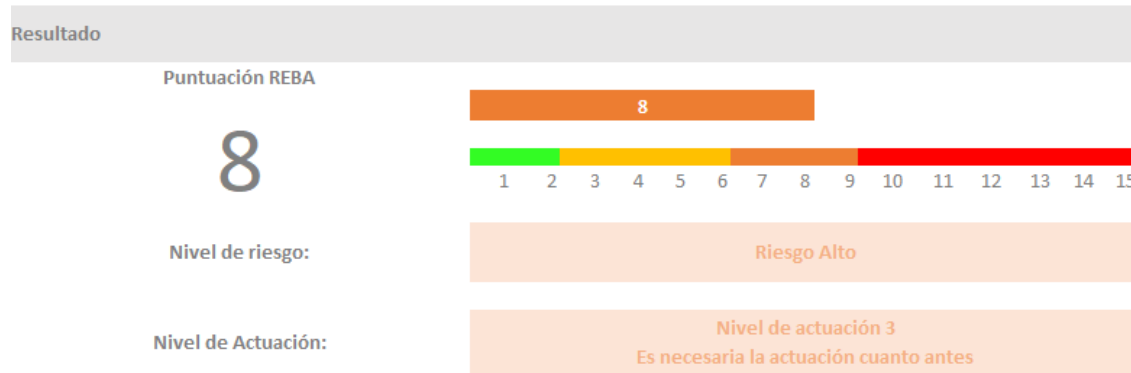 Resultado
Puntuación REBA
8
8
1 2 3 4 5 6 7 8 9 10 11 12 13 14 15
Nivel de riesgo:
Riesgo Alto
Nivel de Actuación:
Nivel de actuación 3
Es necesaria la actuación cuanto antes